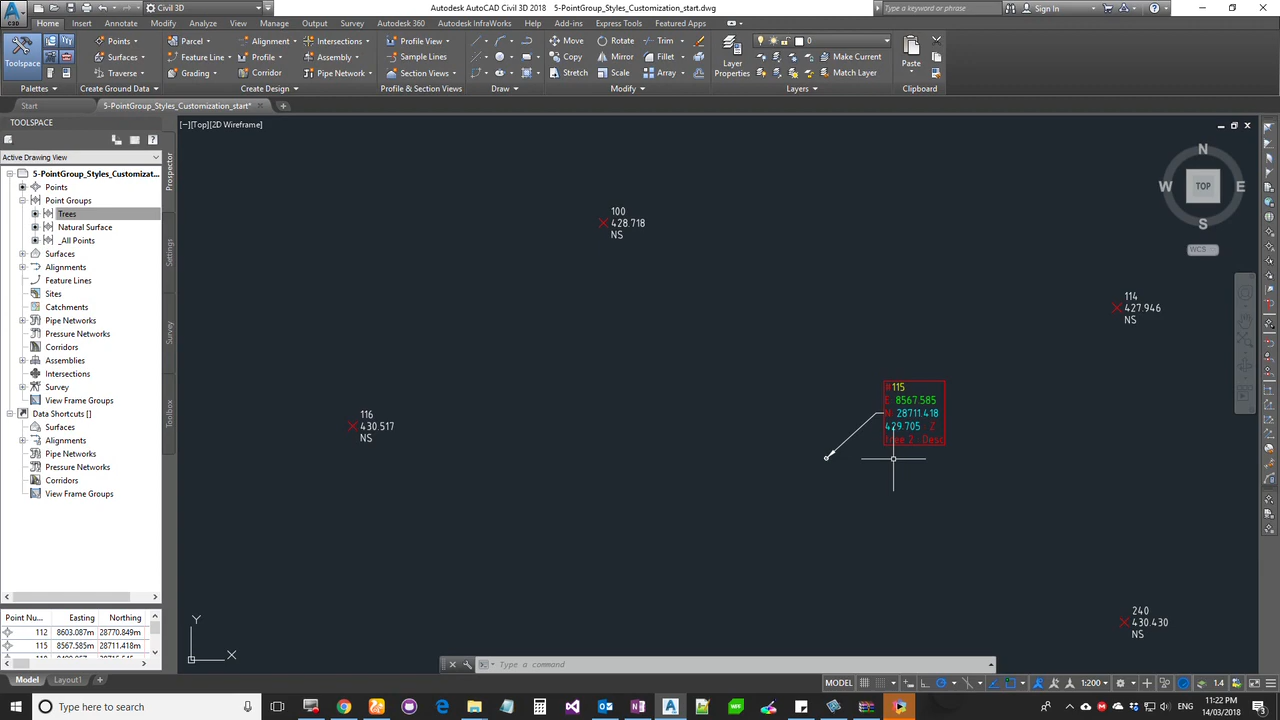 Civil 3D
Autodesk AutoCAD Civil 3D 2018 5-PointGroup_Styles_Customization_start.dwg
Type a keyword or phrase
Sign In
Home Insert Annotate Modify Analyze View Manage Output Survey Autodesk 360 Autodesk InfraWorks Help Add-ins Express Tools Featured Apps
Toolspace
Points
Surfaces
Traverse
Parcel
Feature Line
Grading
Alignment
Profile
Corridor
Intersections
Assembly
Pipe Network
Profile View
Sample Lines
Section Views
Move
Copy
Stretch
Rotate
Mirror
Scale
Trim
Fillet
Array
Layer
Properties
0
Make Current
Match Layer
Paste
Palettes Create Ground Data Create Design Profile & Section Views Draw Modify Layers Clipboard
Start 5-PointGroup_Styles_Customization_start*
TOOLSPACE
Active Drawing View
5-PointGroup_Styles_Customizat...
Points
Point Groups
Trees
Natural Surface
_All Points
Surfaces
Alignments
Feature Lines
Sites
Catchments
Pipe Networks
Pressure Networks
Corridors
Assemblies
Intersections
Survey
View Frame Groups
Data Shortcuts []
Surfaces
Alignments
Pipe Networks
Pressure Networks
Corridors
View Frame Groups
Prospector
Settings
Survey
Toolbox
Point Nu... Easting Northing
112 8603.087m 28770.849m
115 8567.585m 28711.418m
[−][Top][2D Wireframe]
N
W TOP E
S
WCS
100
428.718
NS
114
427.946
NS
116
430.517
NS
#115
E: 8567.585
N: 28711.418
429.705 : Z
240
430.430
NS
Y
X
Type a command
Model Layout1
MODEL
1:200
1.4
Type here to search
ENG
11:22 PM
14/03/2018